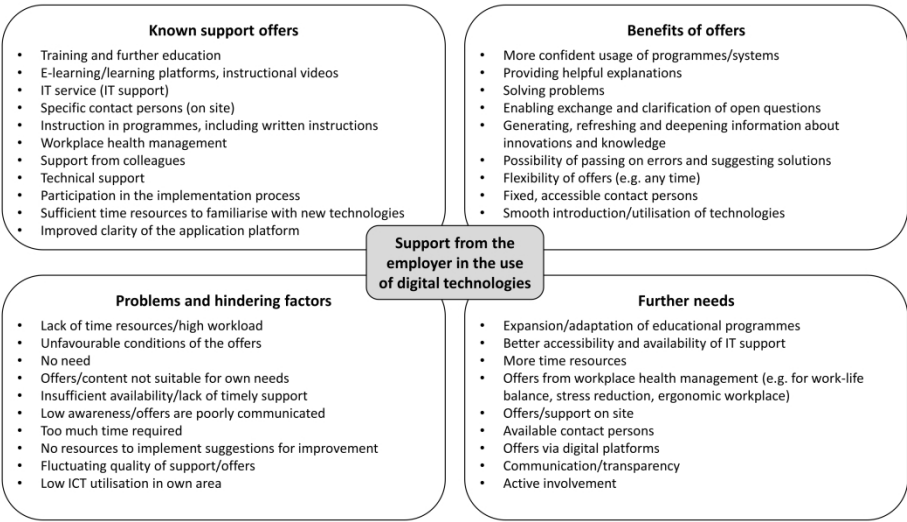 Known support offers
• Training and further education
• E-learning/learning platforms, instructional videos
• IT service (IT support)
• Specific contact persons (on site)
• Instruction in programmes, including written instructions
• Workplace health management
• Support from colleagues
• Technical support
• Participation in the implementation process
• Sufficient time resources to familiarise with new technologies
• Improved clarity of the application platform
Benefits of offers
• More confident usage of programmes/systems
• Providing helpful explanations
• Solving problems
• Enabling exchange and clarification of open questions
• Generating, refreshing and deepening information about
innovations and knowledge
• Possibility of passing on errors and suggesting solutions
• Flexibility of offers (e.g. any time)
• Fixed, accessible contact persons
• Smooth introduction/utilisation of technologies
Support from the
employer in the use
of digital technologies
Problems and hindering factors
• Lack of time resources/high workload
• Unfavourable conditions of the offers
• No need
• Offers/content not suitable for own needs
• Insufficient availability/lack of timely support
• Low awareness/offers are poorly communicated
• Too much time required
• No resources to implement suggestions for improvement
• Fluctuating quality of support/offers
• Low ICT utilisation in own area
Further needs
• Expansion/adaptation of educational programmes
• Better accessibility and availability of IT support
• More time resources
• Offers from workplace health management (e.g. for work-life
balance, stress reduction, ergonomic workplace)
• Offers/support on site
• Available contact persons
• Offers via digital platforms
• Communication/transparency
• Active involvement